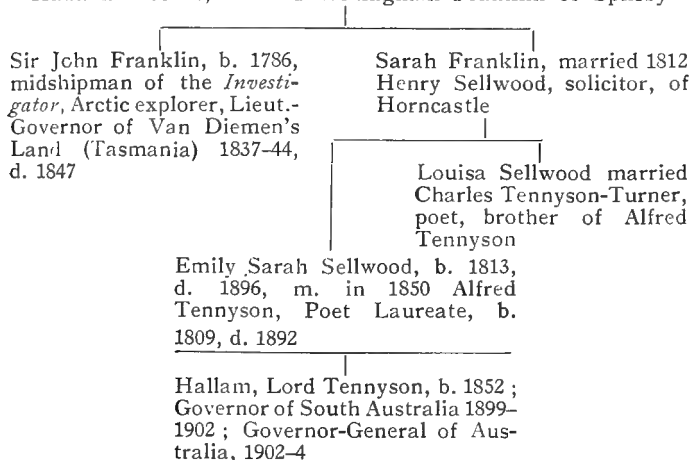 Sir John Franklin, b. 1786,
midshipman of the Investi-
gator, Arctic explorer, Lieut.-
Governor of Van Diemen's
Land (Tasmania) 1837–44,
d. 1847
Sarah Franklin, married 1812
Henry Sellwood, solicitor, of
Horncastle
Louisa Sellwood married
Charles Tennyson-Turner,
poet, brother of Alfred
Tennyson
Emily Sarah Sellwood, b. 1813,
d. 1896, m. in 1850 Alfred
Tennyson, Poet Laureate, b.
1809, d. 1892
Hallam, Lord Tennyson, b. 1852 ;
Governor of South Australia 1899–
1902 ; Governor-General of Aus-
tralia, 1902–4